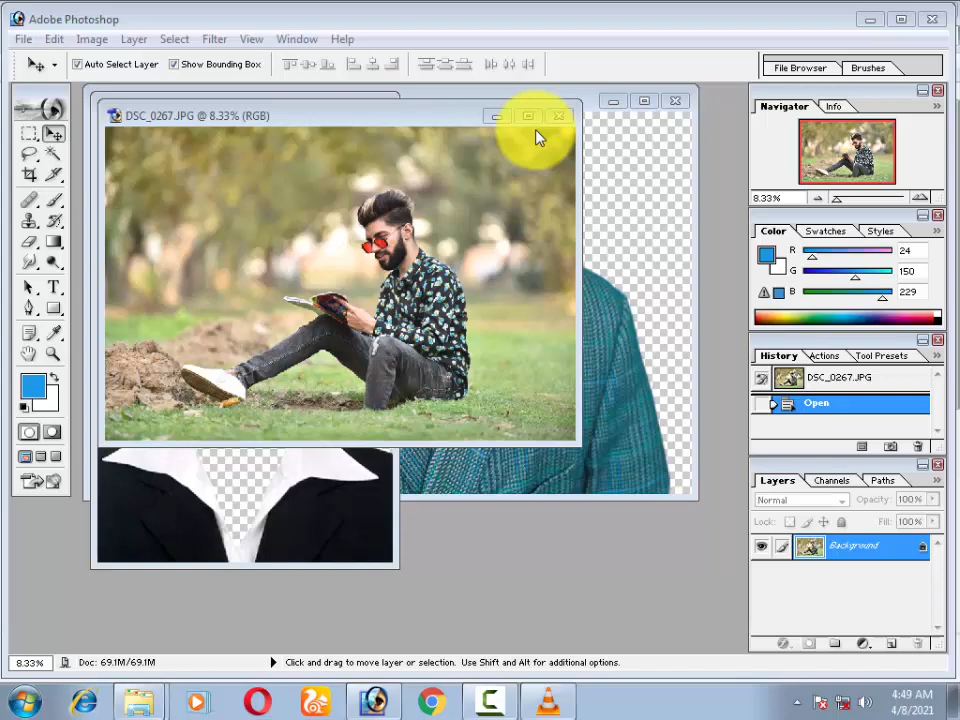 Adobe Photoshop
File Edit Image Layer Select Filter View Window Help
Auto Select Layer Show Bounding Box
File Browser Brushes
DSC_0267.JPG @ 8.33% (RGB)
Navigator Info
8.33%
Color Swatches Styles
R 24
G 150
B 229
History Actions Tool Presets
DSC_0267.JPG
Open
Layers Channels Paths
Normal Opacity: 100%
Lock: Fill: 100%
Background
8.33% Doc: 69.1M/69.1M Click and drag to move layer or selection. Use Shift and Alt for additional options.
4:49 AM
4/8/2021